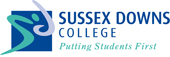 SUSSEX DOWNS
COLLEGE
Putting Students First